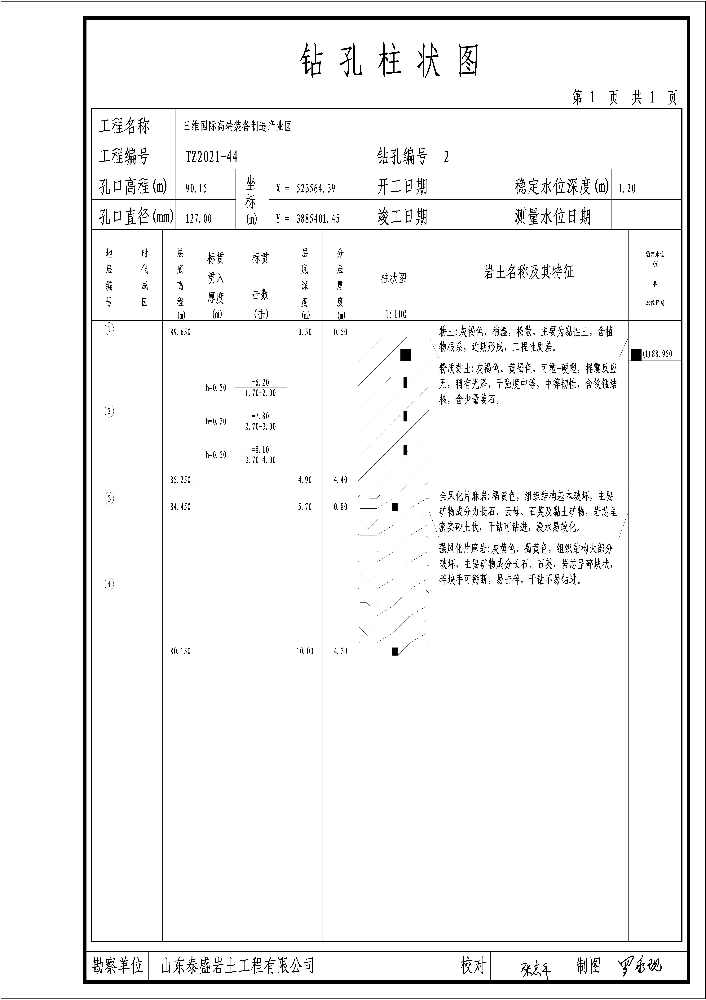 钻孔柱状图
第 1 页 共 1 页
工程名称 三维国际高端装备制造产业园
工程编号 TZ2021-44 钻孔编号 2
孔口高程(m) 90.15 坐标(m) X = 523564.39 开工日期 稳定水位深度(m) 1.20
孔口直径(mm) 127.00 Y = 3885401.45 竣工日期 测量水位日期
地层编号 时代成因 层底高程(m) 标贯贯入厚度(m) 标贯击数(击) 层底深度(m) 分层厚度(m) 柱状图 1:100 岩土名称及其特征 稳定水位(m)和水位日期
① 89.650 0.50 0.50
耕土:灰褐色，稍湿，松散，主要为黏性土，含植
物根系，近期形成，工程性质差。
(1)88.950
粉质黏土:灰褐色、黄褐色，可塑-硬塑，摇震反应
无，稍有光泽，干强度中等，中等韧性，含铁锰结
核，含少量姜石。
h=0.30 =6.20
1.70-2.00
②
h=0.30 =7.80
2.70-3.00
h=0.30 =8.10
3.70-4.00
85.250 4.90 4.40
③ 84.450 5.70 0.80
全风化片麻岩:褐黄色，组织结构基本破坏，主要
矿物成分为长石、云母、石英及黏土矿物，岩芯呈
密实砂土状，干钻可钻进，浸水易软化。
强风化片麻岩:灰黄色、褐黄色，组织结构大部分
破坏，主要矿物成分长石、石英，岩芯呈碎块状，
碎块手可掰断，易击碎，干钻不易钻进。
④
80.150 10.00 4.30
勘察单位 山东泰盛岩土工程有限公司 校对 张志平 制图